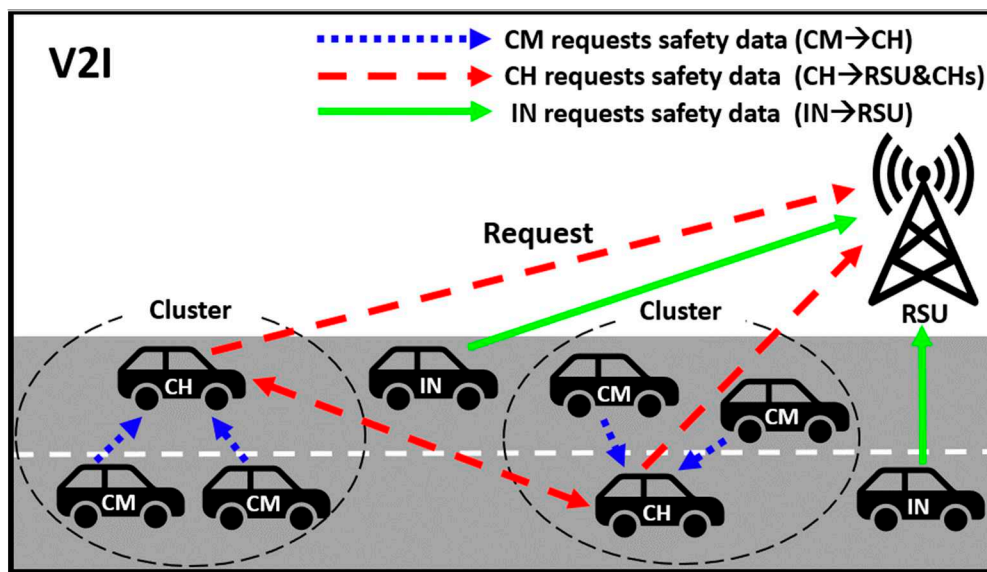 V2I
CM requests safety data (CM→CH)
CH requests safety data (CH→RSU&CHs)
IN requests safety data (IN→RSU)
Request
Cluster
Cluster
RSU
CH
IN
CM
CM
CM
CM
CH
IN